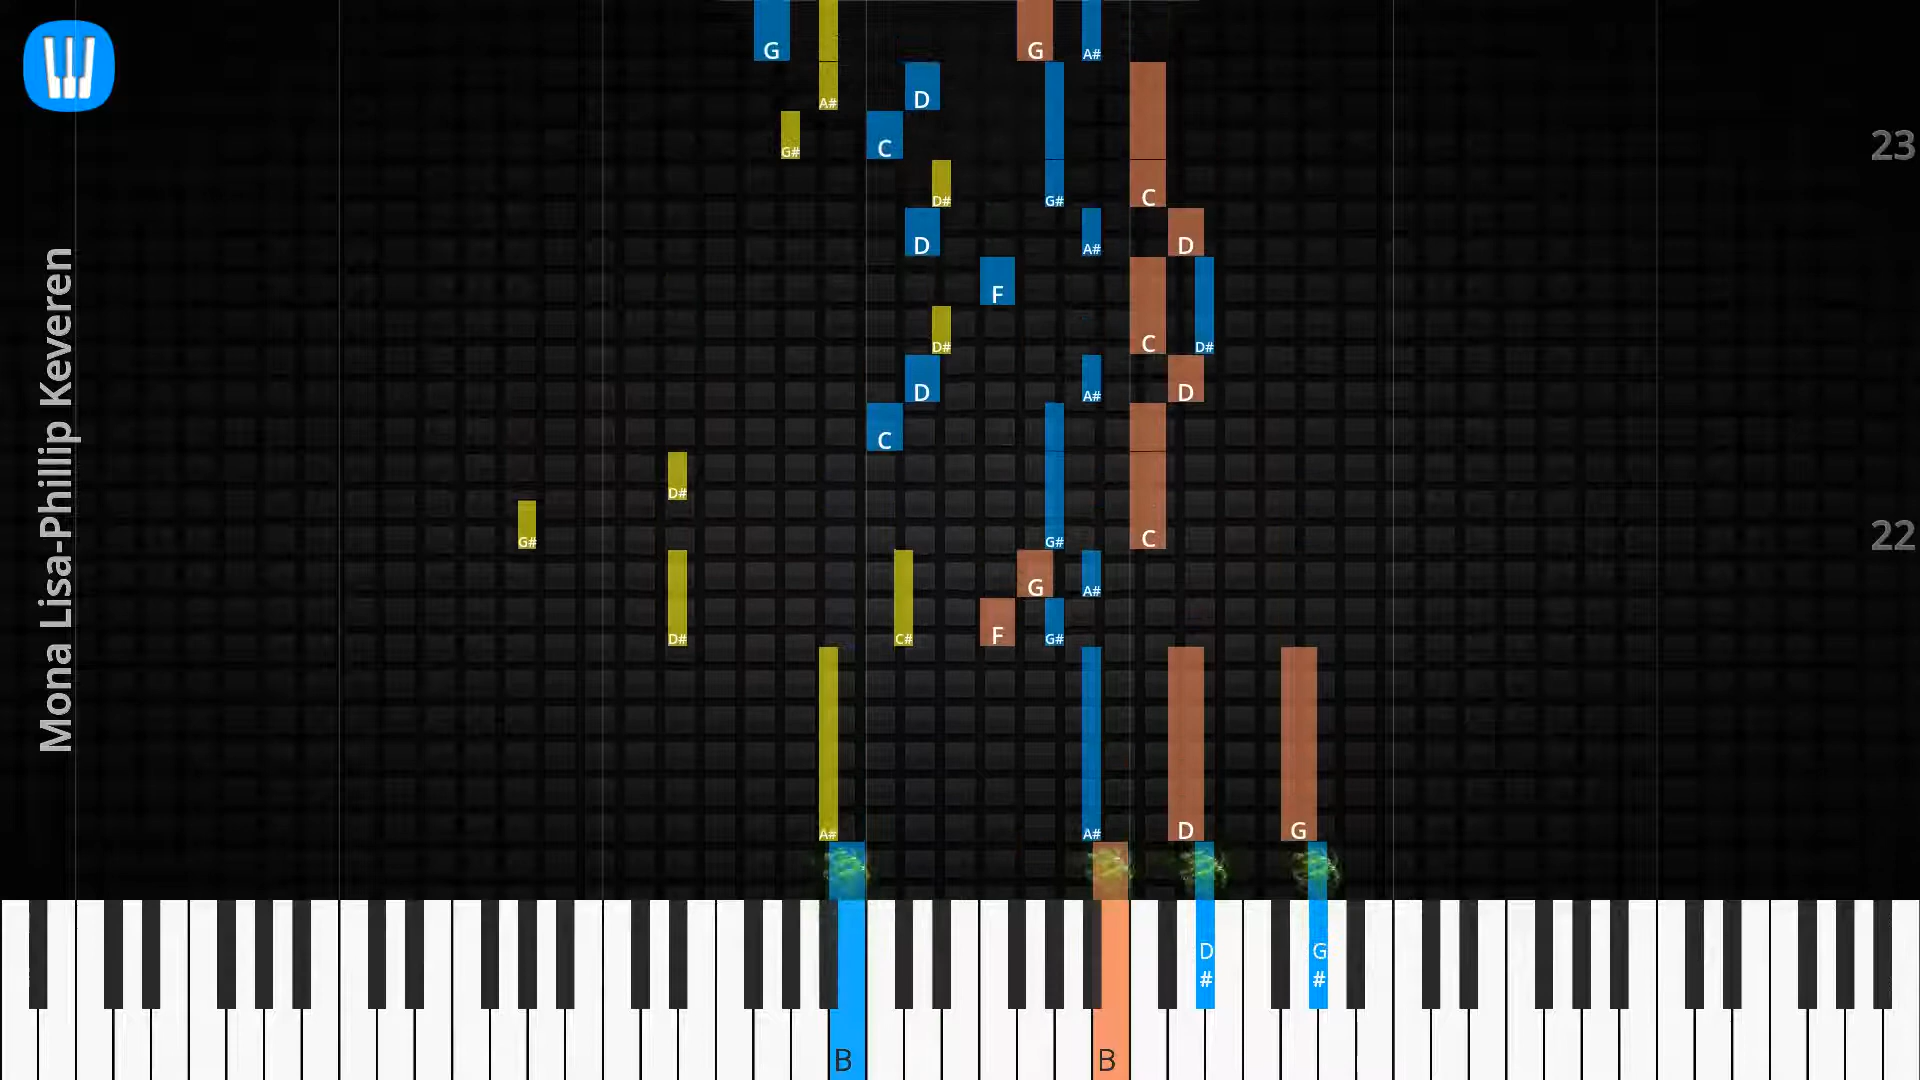 Mona Lisa-Phillip Keveren
G G A#
A# D
G# C 23
D# G# C
D A# D
F
D# C D#
D A# D
C
D#
G# G# C 22
G A#
D# C# F G#
A# A# D G
D # G #
B B